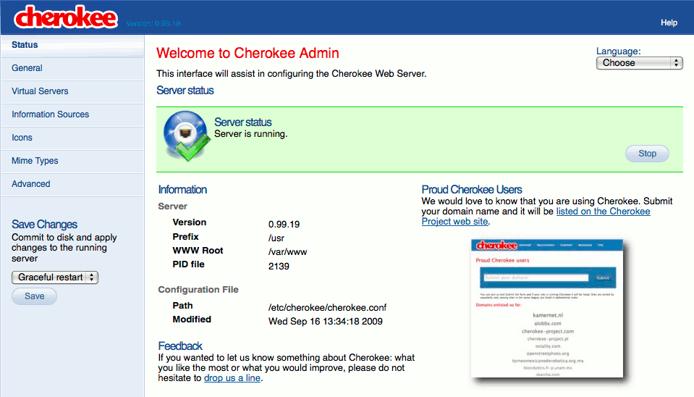 cherokee
Version: 0.99.19
Help
Status
General
Virtual Servers
Information Sources
Icons
Mime Types
Advanced
Save Changes
Commit to disk and apply
changes to the running
server
Graceful restart
Save
Welcome to Cherokee Admin
Language:
Choose
This interface will assist in configuring the Cherokee Web Server.
Server status
Server status
Server is running.
Stop
Information
Server
Version 0.99.19
Prefix /usr
WWW Root /var/www
PID file 2139
Configuration File
Path /etc/cherokee/cherokee.conf
Modified Wed Sep 16 13:34:18 2009
Feedback
If you wanted to let us know something about Cherokee: what
you like the most or what you would improve, please do not
hesitate to drop us a line.
Proud Cherokee Users
We would love to know that you are using Cherokee. Submit
your domain name and it will be listed on the Cherokee
Project web site.
cherokee
Proud Cherokee users
Domains entered so far:
kamernet.nl
alobbs.com
cherokee-project.com
cherokee-project.pl
openstreetphoto.org